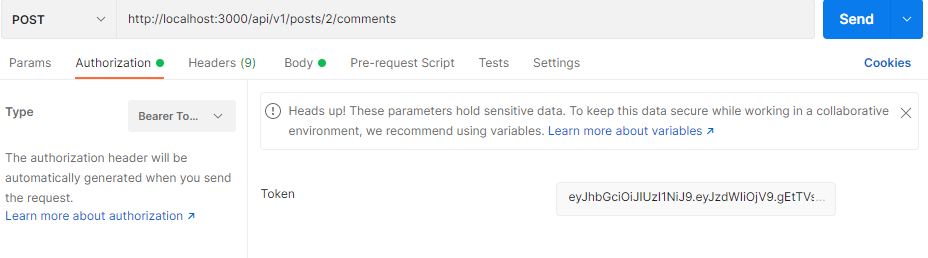 POST
http://localhost:3000/api/v1/posts/2/comments
Send
Params
Authorization
Headers (9)
Body
Pre-request Script
Tests
Settings
Cookies
Type
Bearer To...
The authorization header will be
automatically generated when you send
the request.
Learn more about authorization ↗
Heads up! These parameters hold sensitive data. To keep this data secure while working in a collaborative
environment, we recommend using variables. Learn more about variables ↗
Token
eyJhbGciOiJIUzI1NiJ9.eyJzdWIiOjV9.gEtTVs...